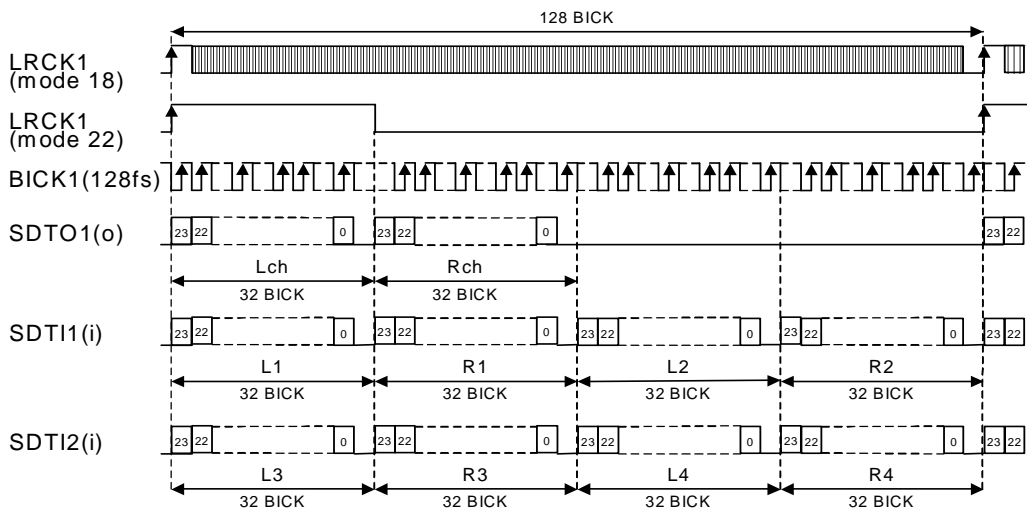 128 BICK
LRCK1
(mode 18)
LRCK1
(mode 22)
BICK1(128fs)
SDTO1(o) 23 22 0 23 22 0 23 22
Lch Rch
32 BICK 32 BICK
SDTI1(i) 23 22 0 23 22 0 23 22 0 23 22 0 23 22
L1 R1 L2 R2
32 BICK 32 BICK 32 BICK 32 BICK
SDTI2(i) 23 22 0 23 22 0 23 22 0 23 22 0 23 22
L3 R3 L4 R4
32 BICK 32 BICK 32 BICK 32 BICK